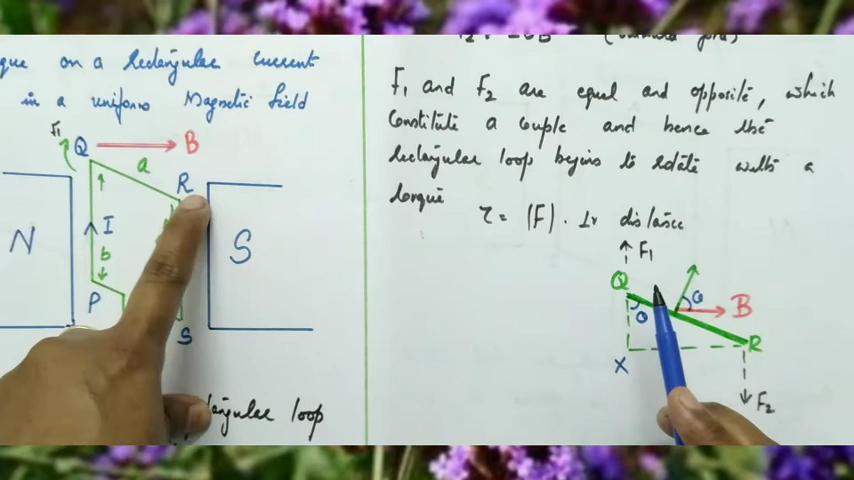 que on a Rectangular Current
in a uniform Magnetic field
F₁
Q B
a
R
N
I
S
b
P
S
angular loop
F₁ and F₂ are equal and opposite, which
Constitute a couple and hence the
Rectangular loop begins to rotate with a
torque
τ = |F| . ⊥r distance
F₁
Q
θ
θ
B
R
X
F₂